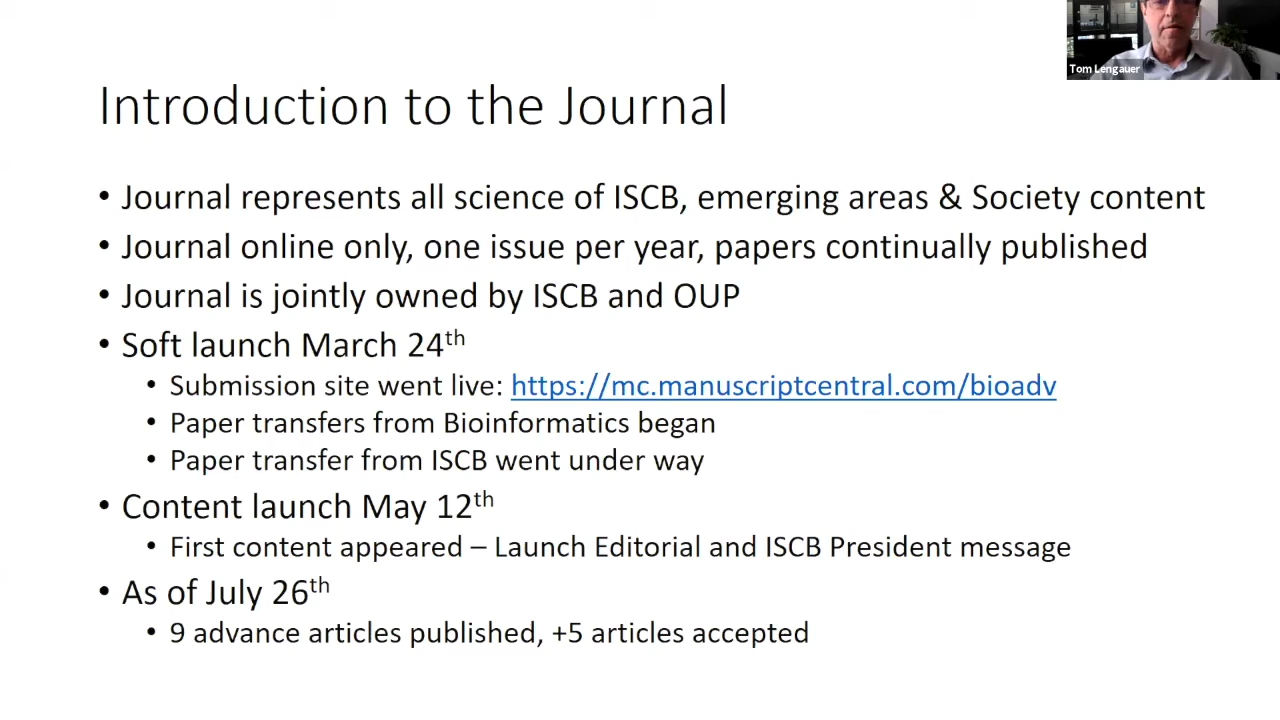 Tom Lengauer
Introduction to the Journal
• Journal represents all science of ISCB, emerging areas & Society content
• Journal online only, one issue per year, papers continually published
• Journal is jointly owned by ISCB and OUP
• Soft launch March 24th
• Submission site went live: https://mc.manuscriptcentral.com/bioadv
• Paper transfers from Bioinformatics began
• Paper transfer from ISCB went under way
• Content launch May 12th
• First content appeared – Launch Editorial and ISCB President message
• As of July 26th
• 9 advance articles published, +5 articles accepted